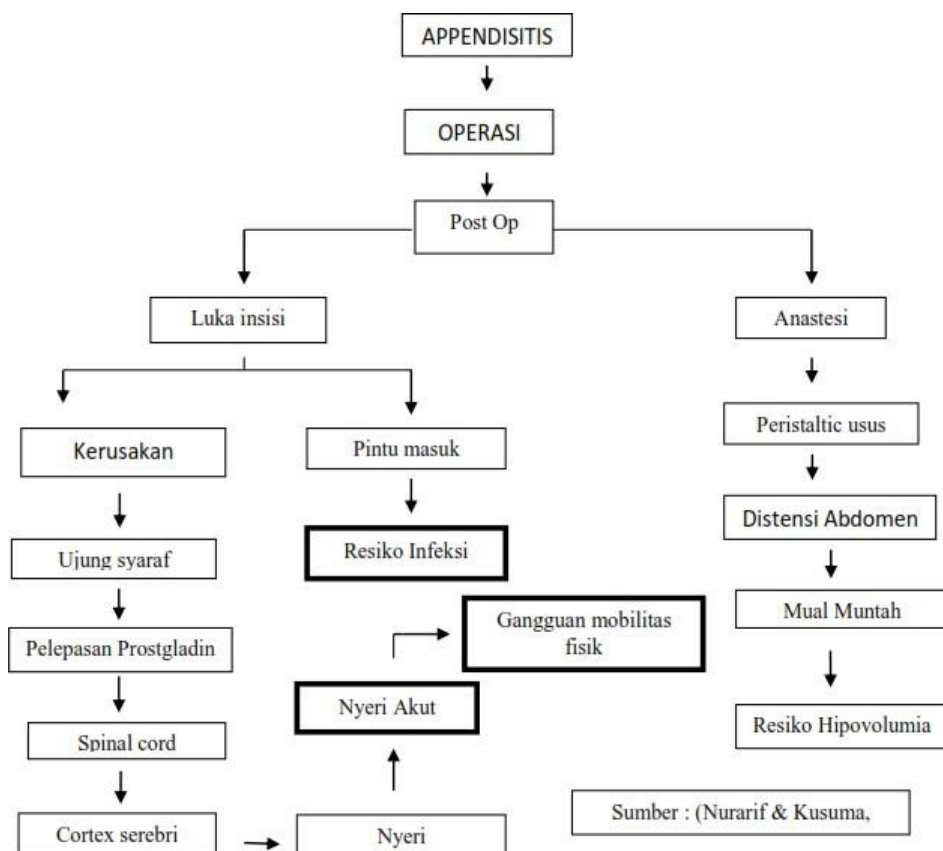 APPENDISITIS
OPERASI
Post Op
Luka insisi
Anastesi
Kerusakan
Pintu masuk
Peristaltic usus
Ujung syaraf
Resiko Infeksi
Distensi Abdomen
Pelepasan Prostgladin
Gangguan mobilitas
fisik
Mual Muntah
Spinal cord
Nyeri Akut
Resiko Hipovolumia
Cortex serebri
Nyeri
Sumber : (Nurarif & Kusuma,